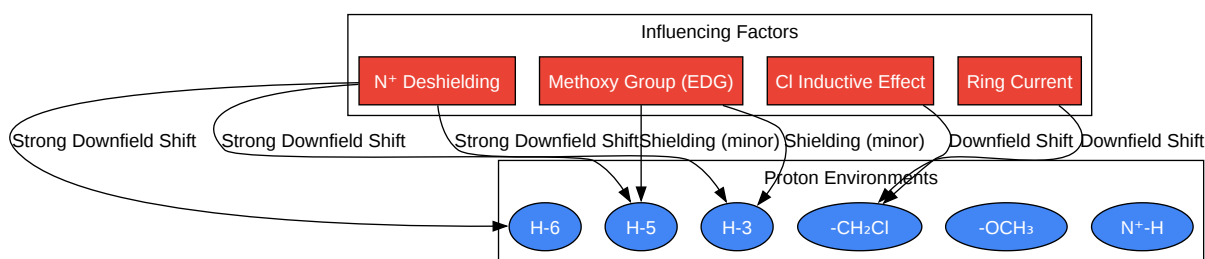 Influencing Factors
N⁺ Deshielding
Methoxy Group (EDG)
Cl Inductive Effect
Ring Current
Strong Downfield Shift
Strong Downfield Shift
Strong Downfield Shift
Shielding (minor)
Shielding (minor)
Downfield Shift
Downfield Shift
Proton Environments
H-6
H-5
H-3
-CH₂Cl
-OCH₃
N⁺-H